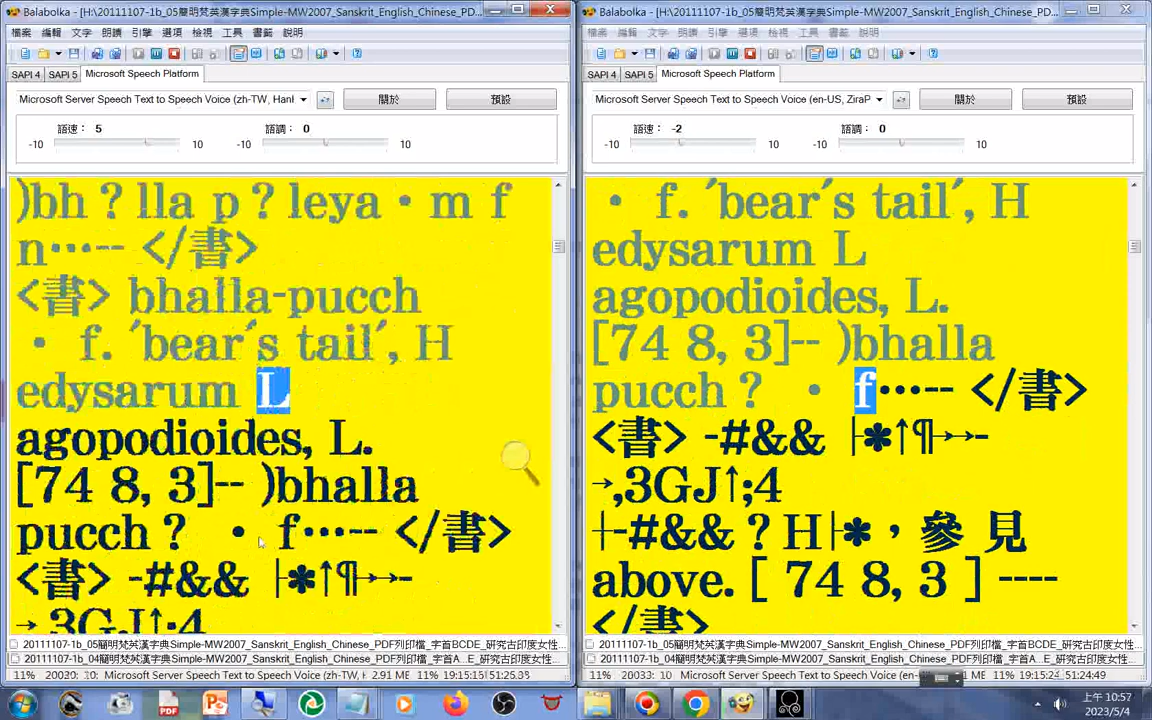 Balabolka - [H:\20111107-1b_05簡明梵英漢字典Simple-MW2007_Sanskrit_English_Chinese_PD...
檔案 編輯 文字 朗讀 引擎 選項 檢視 工具 書籤 說明
SAPI 4 SAPI 5 Microsoft Speech Platform
Microsoft Server Speech Text to Speech Voice (zh-TW, Hanl 關於 預設
語速: 5 語調: 0
-10 10 -10 10
)bh ? lla p ? leya • m f
n…-- </書>
<書> bhalla-pucch
• f. ´bear´s tail´, H
edysarum L
agopodioides, L.
[74 8, 3]-- )bhalla
pucch ? • f…-- </書>
<書> -#&& ├✱↑¶├→→-
→,3GJ↑;4
20111107-1b_05簡明梵英漢字典Simple-MW2007_Sanskrit_English_Chinese_PDF列印檔_字首BCDE_研究古印度女性...
20111107-1b_04簡明梵英漢字典Simple-MW2007_Sanskrit_English_Chinese_PDF列印檔_字首A...E_研究古印度女性...
11% 20030: 10: Microsoft Server Speech Text to Speech Voice (zh-TW, 2.91 MB 11% 19:15:15 51:25.38
Balabolka - [H:\20111107-1b_05簡明梵英漢字典Simple-MW2007_Sanskrit_English_Chinese_PD...
檔案 編輯 文字 朗讀 引擎 選項 檢視 工具 書籤 說明
SAPI 4 SAPI 5 Microsoft Speech Platform
Microsoft Server Speech Text to Speech Voice (en-US, ZiraP 關於 預設
語速: -2 語調: 0
-10 10 -10 10
• f. ´bear´s tail´, H
edysarum L
agopodioides, L.
[74 8, 3]-- )bhalla
pucch ? • f…-- </書>
<書> -#&& ├✱↑¶├→→-
→,3GJ↑;4
┼-#&& ? H├✱，參 見
above. [ 74 8, 3 ] ----
</書>
20111107-1b_05簡明梵英漢字典Simple-MW2007_Sanskrit_English_Chinese_PDF列印檔_字首BCDE_研究古印度女性...
20111107-1b_04簡明梵英漢字典Simple-MW2007_Sanskrit_English_Chinese_PDF列印檔_字首A...E_研究古印度女性...
11% 20033: 10 Microsoft Server Speech Text to Speech Voice (en-US, 11% 19:15:24 51:24:49
PDF
上午 10:57
2023/5/4